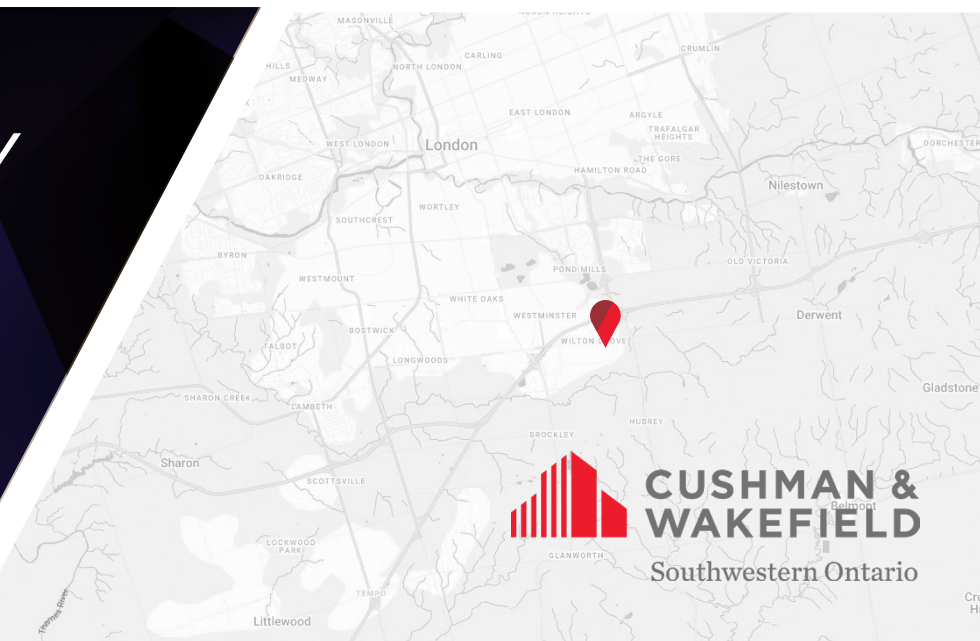 MASONVILLE
CRUMLIN
CARLING
HILLS
NORTH LONDON
MEDWAY
EAST LONDON
ARGYLE
TRAFALGAR
HEIGHTS
WEST LONDON
London
DORCHESTER
THE GORE
HAMILTON ROAD
OAKRIDGE
Nilestown
WORTLEY
SOUTHCREST
BYRON
OLD VICTORIA
POND MILLS
WESTMOUNT
WHITE OAKS
WESTMINSTER
Derwent
BOSTWICK
WILTON GROVE
TALBOT
LONGWOODS
Gladstone
SHARON CREEK
LAMBETH
HUBREY
BROCKLEY
Sharon
SCOTTSVILLE
CUSHMAN &
WAKEFIELD
Belmont
LOCKWOOD
PARK
GLANWORTH
Southwestern Ontario
TEMPO
Thames River
Littlewood